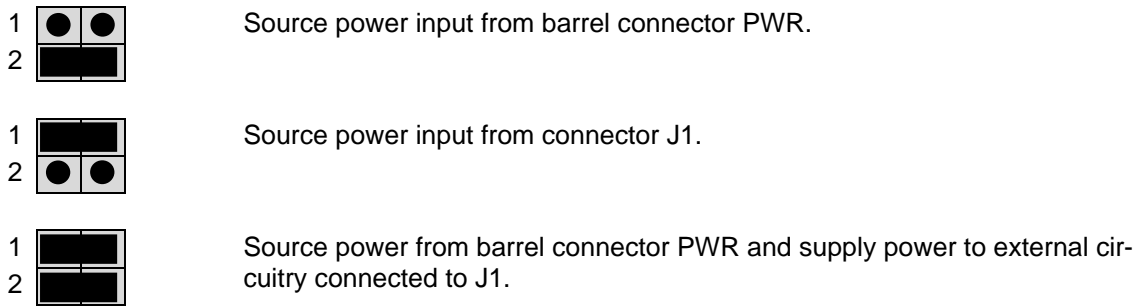 1
Source power input from barrel connector PWR.
2
1
Source power input from connector J1.
2
1
Source power from barrel connector PWR and supply power to external cir-
2
cuitry connected to J1.